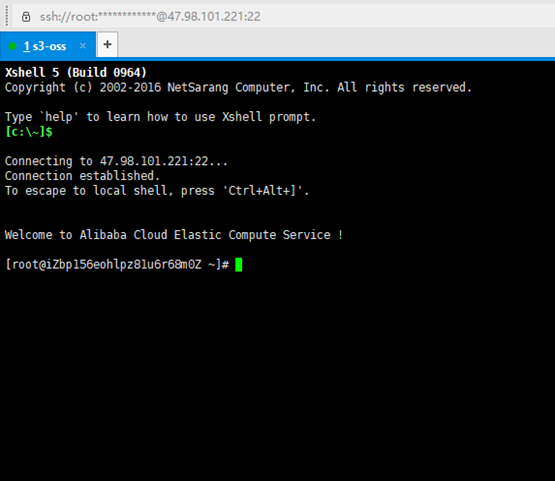 ssh://root:************@47.98.101.221:22
1 s3-oss × +
Xshell 5 (Build 0964)
Copyright (c) 2002-2016 NetSarang Computer, Inc. All rights reserved.
Type `help' to learn how to use Xshell prompt.
[c:\~]$
Connecting to 47.98.101.221:22...
Connection established.
To escape to local shell, press 'Ctrl+Alt+]'.
Welcome to Alibaba Cloud Elastic Compute Service !
[root@iZbp156eohlpz81u6r68m0Z ~]#